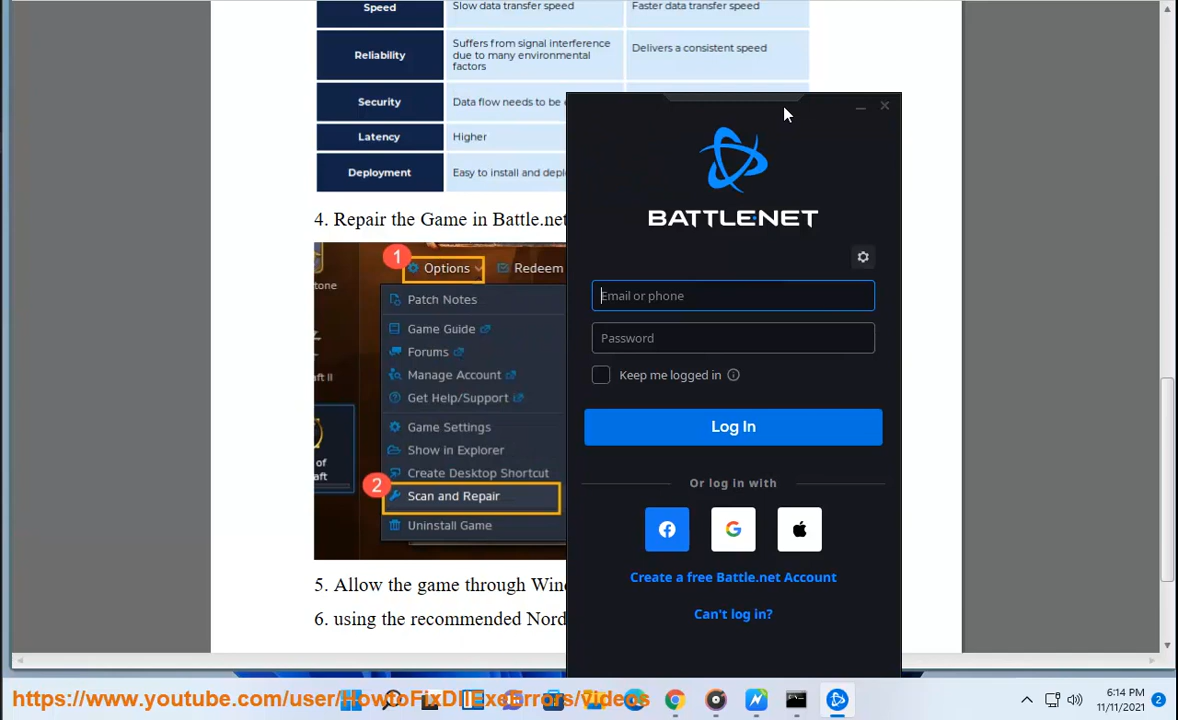 Speed Slow data transfer speed Faster data transfer speed
Reliability Suffers from signal interference due to many environmental factors Delivers a consistent speed
Security Data flow needs to be
Latency Higher
Deployment Easy to install and
4. Repair the Game in Battle.net
1
Options
Redeem
Patch Notes
Game Guide
Forums
Manage Account
Get Help/Support
Game Settings
Show in Explorer
Create Desktop Shortcut
2
Scan and Repair
Uninstall Game
5. Allow the game through
6. using the recommended
BATTLE.NET
Email or phone
Password
Keep me logged in
Log In
Or log in with
Create a free Battle.net Account
Can't log in?
https://www.youtube.com/user/HowtoFixDllExeErrors/videos
6:14 PM
11/11/2021
2